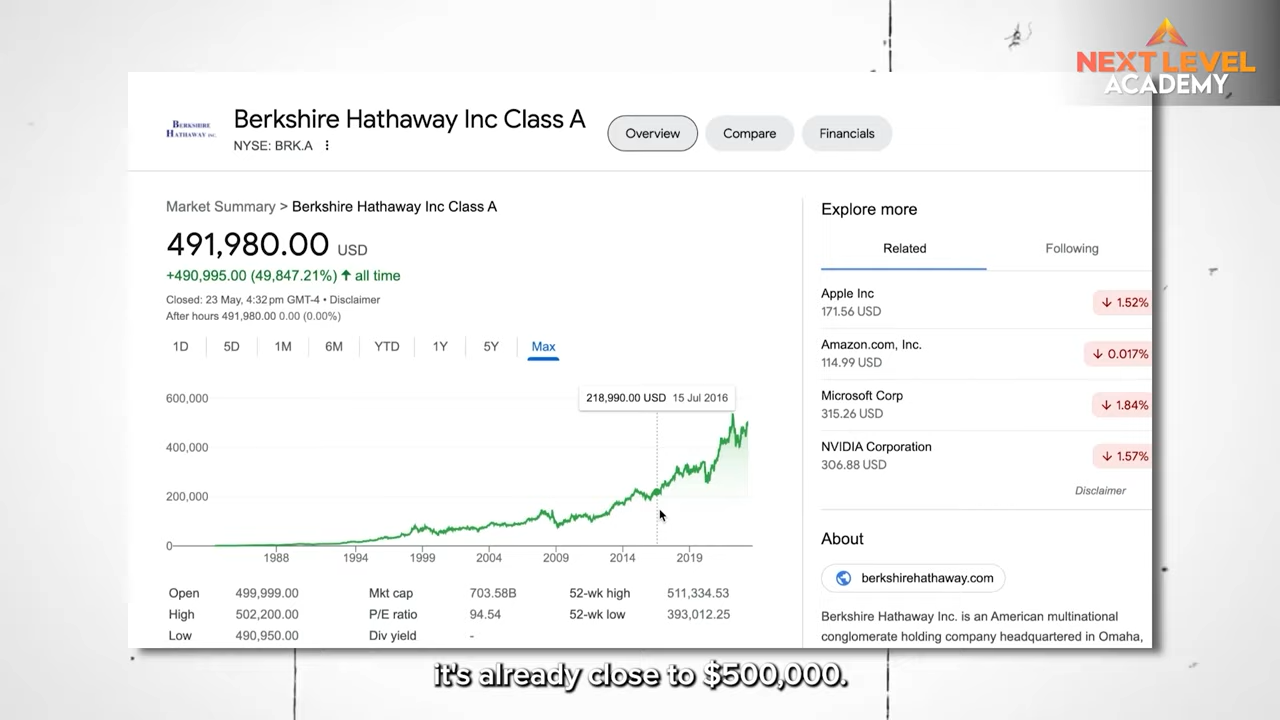 NEXT LEVEL
ACADEMY
BERKSHIRE
HATHAWAY INC.
Berkshire Hathaway Inc Class A
NYSE: BRK.A
Overview
Compare
Financials
Market Summary > Berkshire Hathaway Inc Class A
491,980.00 USD
+490,995.00 (49,847.21%) ↑ all time
Closed: 23 May, 4:32 pm GMT-4 • Disclaimer
After hours 491,980.00 0.00 (0.00%)
1D 5D 1M 6M YTD 1Y 5Y Max
218,990.00 USD 15 Jul 2016
600,000
400,000
200,000
0
1988 1994 1999 2004 2009 2014 2019
Open 499,999.00 Mkt cap 703.58B 52-wk high 511,334.53
High 502,200.00 P/E ratio 94.54 52-wk low 393,012.25
Low 490,950.00 Div yield -
Explore more
Related Following
Apple Inc
171.56 USD
↓ 1.52%
Amazon.com, Inc.
114.99 USD
↓ 0.017%
Microsoft Corp
315.26 USD
↓ 1.84%
NVIDIA Corporation
306.88 USD
↓ 1.57%
Disclaimer
About
berkshirehathaway.com
Berkshire Hathaway Inc. is an American multinational
conglomerate holding company headquartered in Omaha,
it's already close to $500,000.